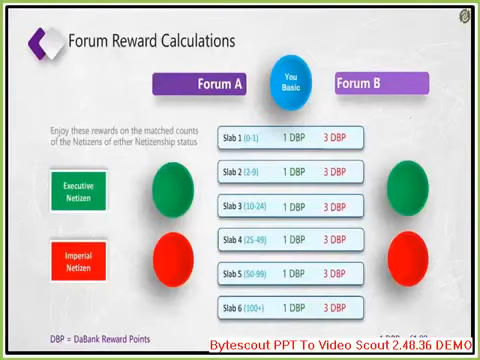 Forum Reward Calculations
Forum A
You
Basic
Forum B
Enjoy these rewards on the matched counts
of the Netizens of either Netizenship status
Slab 1 (0-1) 1 DBP 3 DBP
Slab 2 (2-9) 1 DBP 3 DBP
Slab 3 (10-24) 1 DBP 3 DBP
Slab 4 (25-49) 1 DBP 3 DBP
Slab 5 (50-99) 1 DBP 3 DBP
Slab 6 (100+) 1 DBP 3 DBP
Executive
Netizen
Imperial
Netizen
DBP = DaBank Reward Points
Bytescout PPT To Video Scout 2.48.36 DEMO